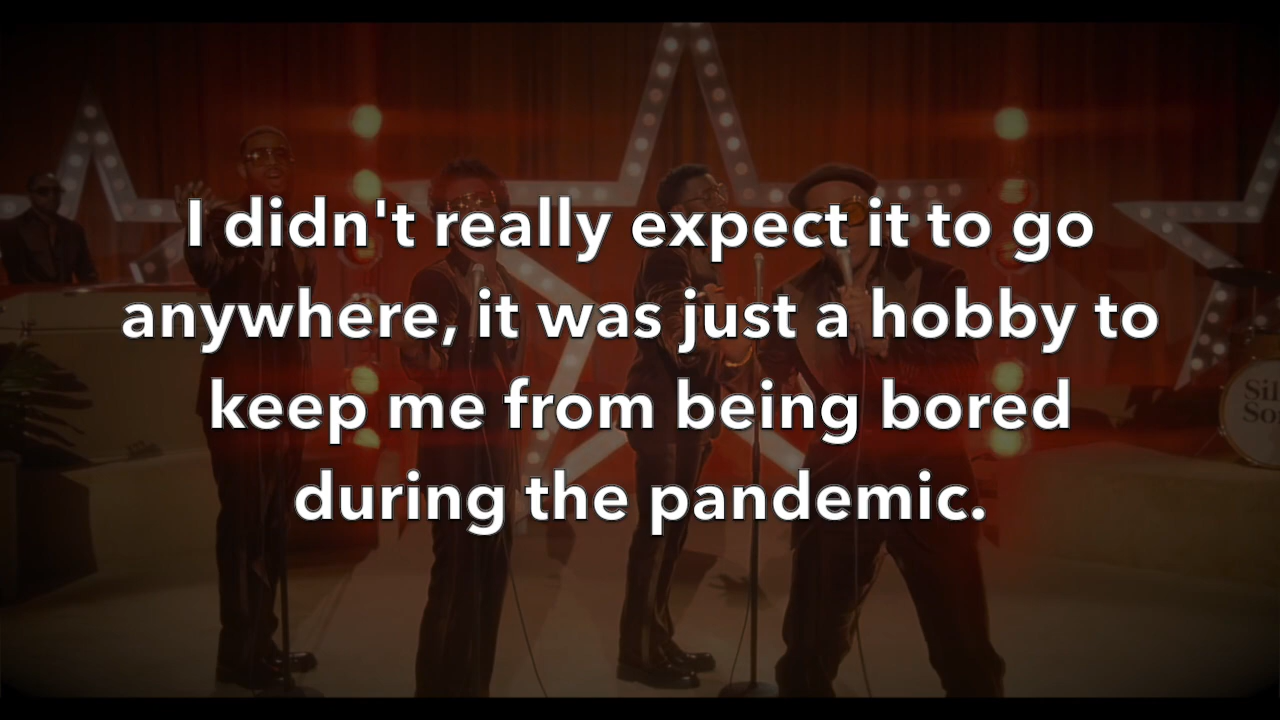 I didn't really expect it to go
anywhere, it was just a hobby to
keep me from being bored
during the pandemic.